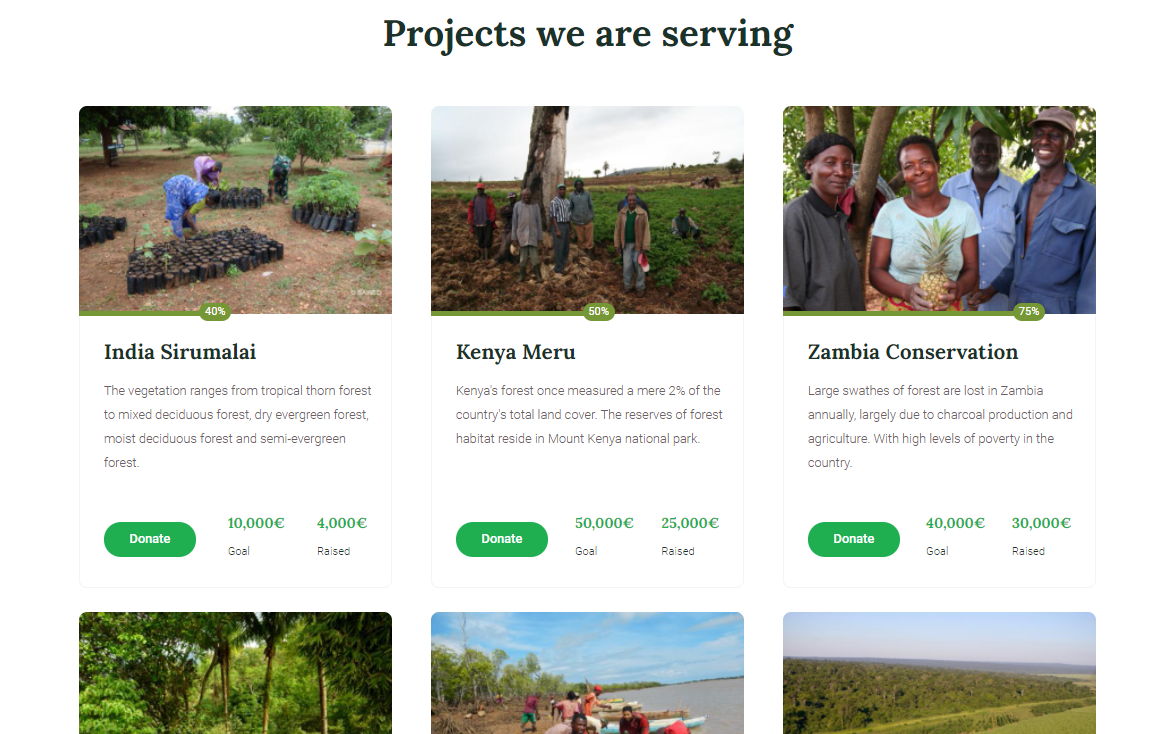 Projects we are serving
40%
50%
75%
India Sirumalai
The vegetation ranges from tropical thorn forest
to mixed deciduous forest, dry evergreen forest,
moist deciduous forest and semi-evergreen
forest.
Donate
10,000€
Goal
4,000€
Raised
Kenya Meru
Kenya's forest once measured a mere 2% of the
country's total land cover. The reserves of forest
habitat reside in Mount Kenya national park.
Donate
50,000€
Goal
25,000€
Raised
Zambia Conservation
Large swathes of forest are lost in Zambia
annually, largely due to charcoal production and
agriculture. With high levels of poverty in the
country.
Donate
40,000€
Goal
30,000€
Raised